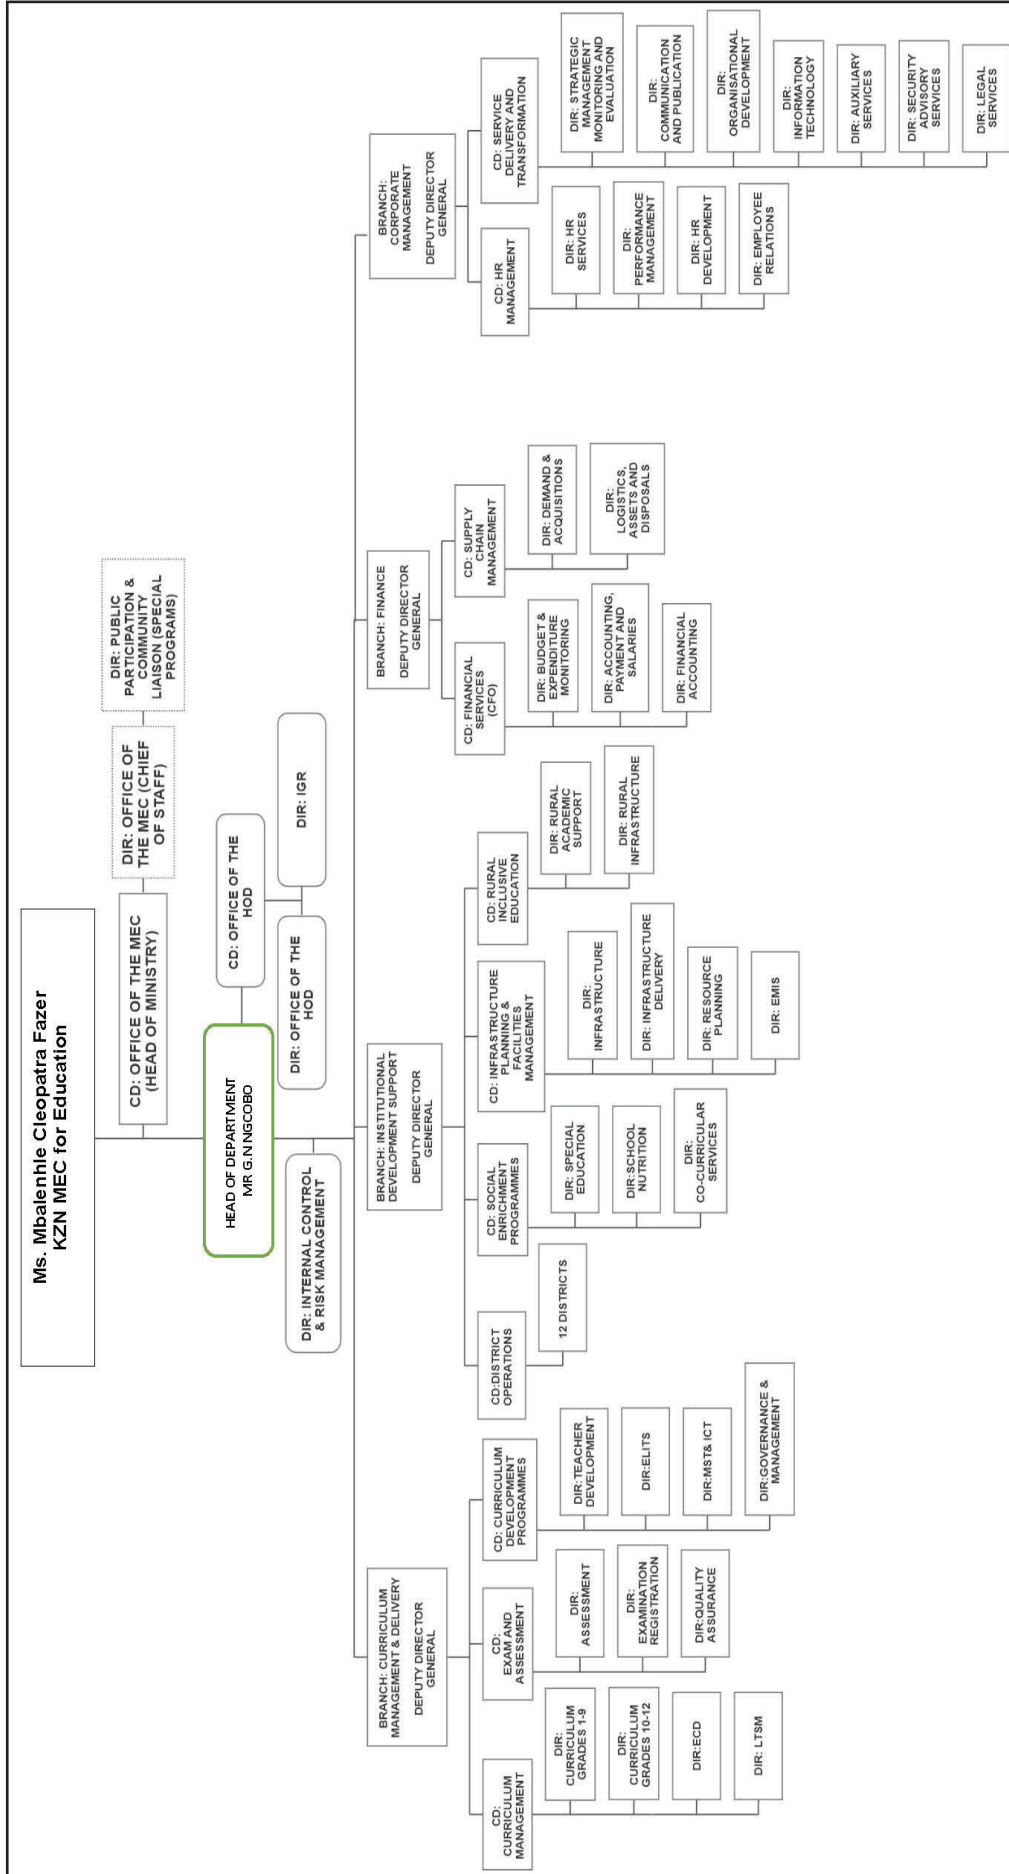 Ms. Mbalenhle Cleopatra Fazer
KZN MEC for Education
CD: OFFICE OF THE MEC
(HEAD OF MINISTRY)
DIR: OFFICE OF
THE MEC (CHIEF
OF STAFF)
DIR: PUBLIC
PARTICIPATION &
COMMUNITY
LIAISON (SPECIAL
PROGRAMS)
HEAD OF DEPARTMENT
MR G.N NGCOBO
CD: OFFICE OF THE
HOD
DIR: OFFICE OF THE
HOD
DIR: IGR
DIR: INTERNAL CONTROL
& RISK MANAGEMENT
BRANCH: CURRICULUM
MANAGEMENT & DELIVERY
DEPUTY DIRECTOR
GENERAL
CD:
CURRICULUM
MANAGEMENT
DIR:
CURRICULUM
GRADES 1-9
DIR:
CURRICULUM
GRADES 10-12
DIR:ECD
DIR: LTSM
CD:
EXAM AND
ASSESSMENT
DIR:
ASSESSMENT
DIR:
EXAMINATION
REGISTRATION
DIR:QUALITY
ASSURANCE
CD: CURRICULUM
DEVELOPMENT
PROGRAMMES
DIR:TEACHER
DEVELOPMENT
DIR:ELITS
DIR:MST& ICT
DIR:GOVERNANCE &
MANAGEMENT
BRANCH: INSTITUTIONAL
DEVELOPMENT SUPPORT
DEPUTY DIRECTOR
GENERAL
CD:DISTRICT
OPERATIONS
12 DISTRICTS
CD: SOCIAL
ENRICHMENT
PROGRAMMES
DIR: SPECIAL
EDUCATION
DIR:SCHOOL
NUTRITION
DIR:
CO-CURRICULAR
SERVICES
CD: INFRASTRUCTURE
PLANNING &
FACILITIES
MANAGEMENT
DIR:
INFRASTRUCTURE
DIR: INFRASTRUCTURE
DELIVERY
DIR: RESOURCE
PLANNING
DIR: EMIS
CD: RURAL
INCLUSIVE
EDUCATION
DIR: RURAL
ACADEMIC
SUPPORT
DIR: RURAL
INFRASTRUCTURE
BRANCH: FINANCE
DEPUTY DIRECTOR
GENERAL
CD: FINANCIAL
SERVICES
(CFO)
DIR: BUDGET &
EXPENDITURE
MONITORING
DIR: ACCOUNTING,
PAYMENT AND
SALARIES
DIR: FINANCIAL
ACCOUNTING
CD: SUPPLY
CHAIN
MANAGEMENT
DIR: DEMAND &
ACQUISITIONS
DIR:
LOGISTICS,
ASSETS AND
DISPOSALS
BRANCH:
CORPORATE
MANAGEMENT
DEPUTY DIRECTOR
GENERAL
CD: HR
MANAGEMENT
DIR: HR
SERVICES
DIR:
PERFORMANCE
MANAGEMENT
DIR: HR
DEVELOPMENT
DIR: EMPLOYEE
RELATIONS
CD: SERVICE
DELIVERY AND
TRANSFORMATION
DIR: STRATEGIC
MANAGEMENT
MONITORING AND
EVALUATION
DIR:
COMMUNICATION
AND PUBLICATION
DIR:
ORGANISATIONAL
DEVELOPMENT
DIR:
INFORMATION
TECHNOLOGY
DIR: AUXILIARY
SERVICES
DIR: SECURITY
ADVISORY
SERVICES
DIR: LEGAL
SERVICES